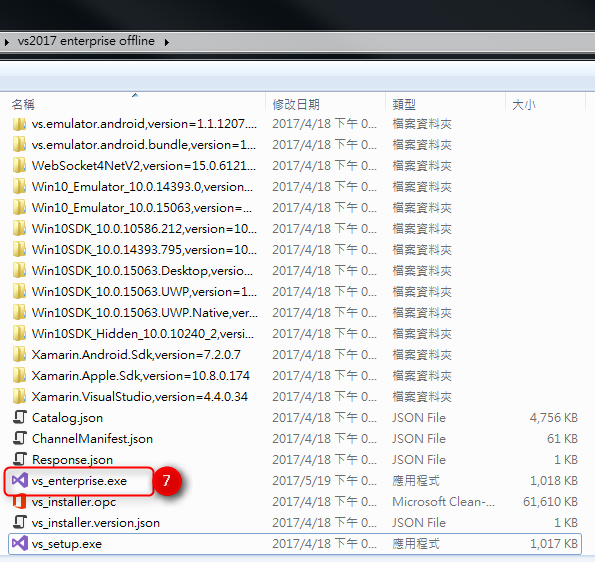 vs2017 enterprise offline
名稱 修改日期 類型 大小
vs.emulator.android,version=1.1.1207.... 2017/4/18 下午 0... 檔案資料夾
vs.emulator.android.bundle,version=1... 2017/4/18 下午 0... 檔案資料夾
WebSocket4NetV2,version=15.0.6121... 2017/4/18 下午 0... 檔案資料夾
Win10_Emulator_10.0.14393.0,version... 2017/4/18 下午 0... 檔案資料夾
Win10_Emulator_10.0.15063,version=... 2017/4/18 下午 0... 檔案資料夾
Win10SDK_10.0.10586.212,version=10... 2017/4/18 下午 0... 檔案資料夾
Win10SDK_10.0.14393.795,version=10... 2017/4/18 下午 0... 檔案資料夾
Win10SDK_10.0.15063.Desktop,versio... 2017/4/18 下午 0... 檔案資料夾
Win10SDK_10.0.15063.UWP,version=1... 2017/4/18 下午 0... 檔案資料夾
Win10SDK_10.0.15063.UWP.Native,ver... 2017/4/18 下午 0... 檔案資料夾
Win10SDK_Hidden_10.0.10240_2,versi... 2017/4/18 下午 0... 檔案資料夾
Xamarin.Android.Sdk,version=7.2.0.7 2017/4/18 下午 0... 檔案資料夾
Xamarin.Apple.Sdk,version=10.8.0.174 2017/4/18 下午 0... 檔案資料夾
Xamarin.VisualStudio,version=4.4.0.34 2017/4/18 下午 0... 檔案資料夾
Catalog.json 2017/4/18 下午 0... JSON File 4,756 KB
ChannelManifest.json 2017/4/18 下午 0... JSON File 61 KB
Response.json 2017/4/18 下午 0... JSON File 1 KB
vs_enterprise.exe 7 2017/5/19 下午 0... 應用程式 1,018 KB
vs_installer.opc 2017/4/18 下午 0... Microsoft Clean-... 61,610 KB
vs_installer.version.json 2017/4/18 下午 0... JSON File 1 KB
vs_setup.exe 2017/4/18 下午 0... 應用程式 1,017 KB